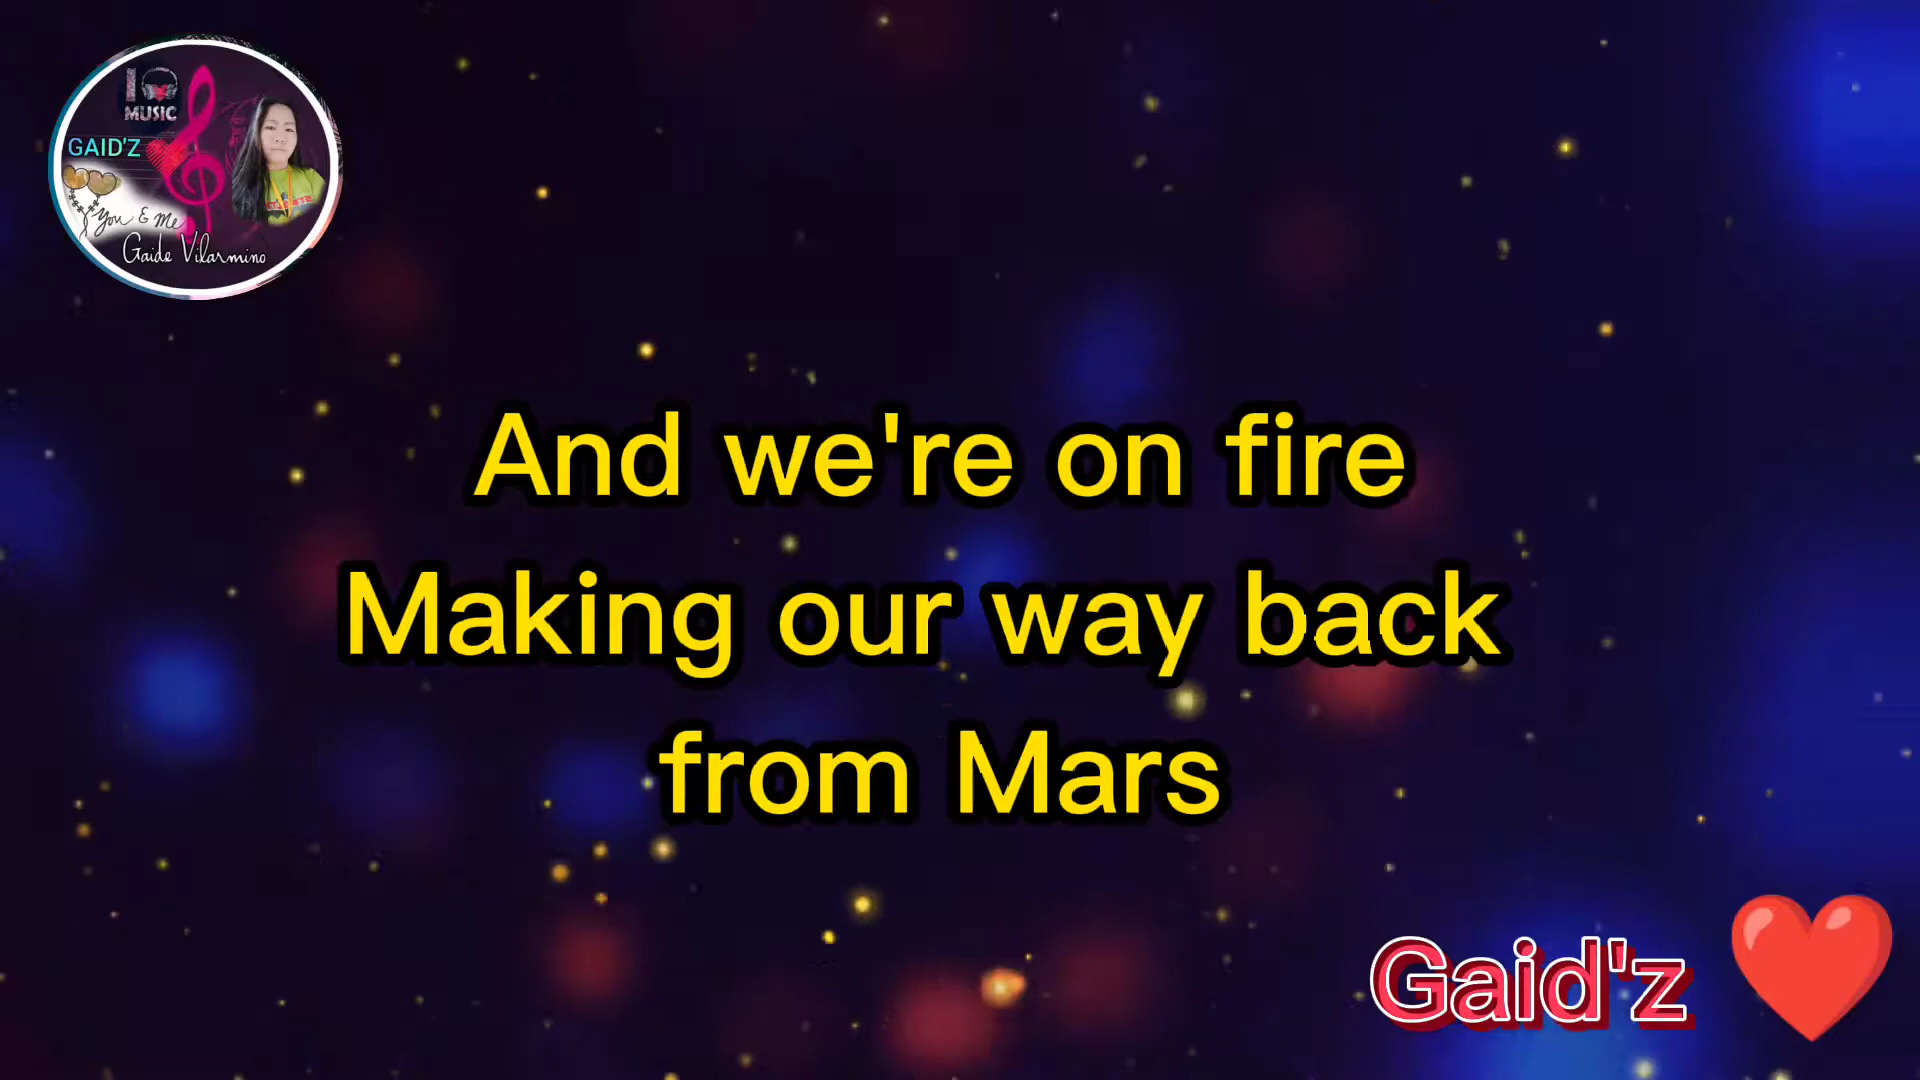 I
MUSIC
GAID'Z
You & Me
Gaide Vilarmino
And we're on fire
Making our way back
from Mars
Gaid'z